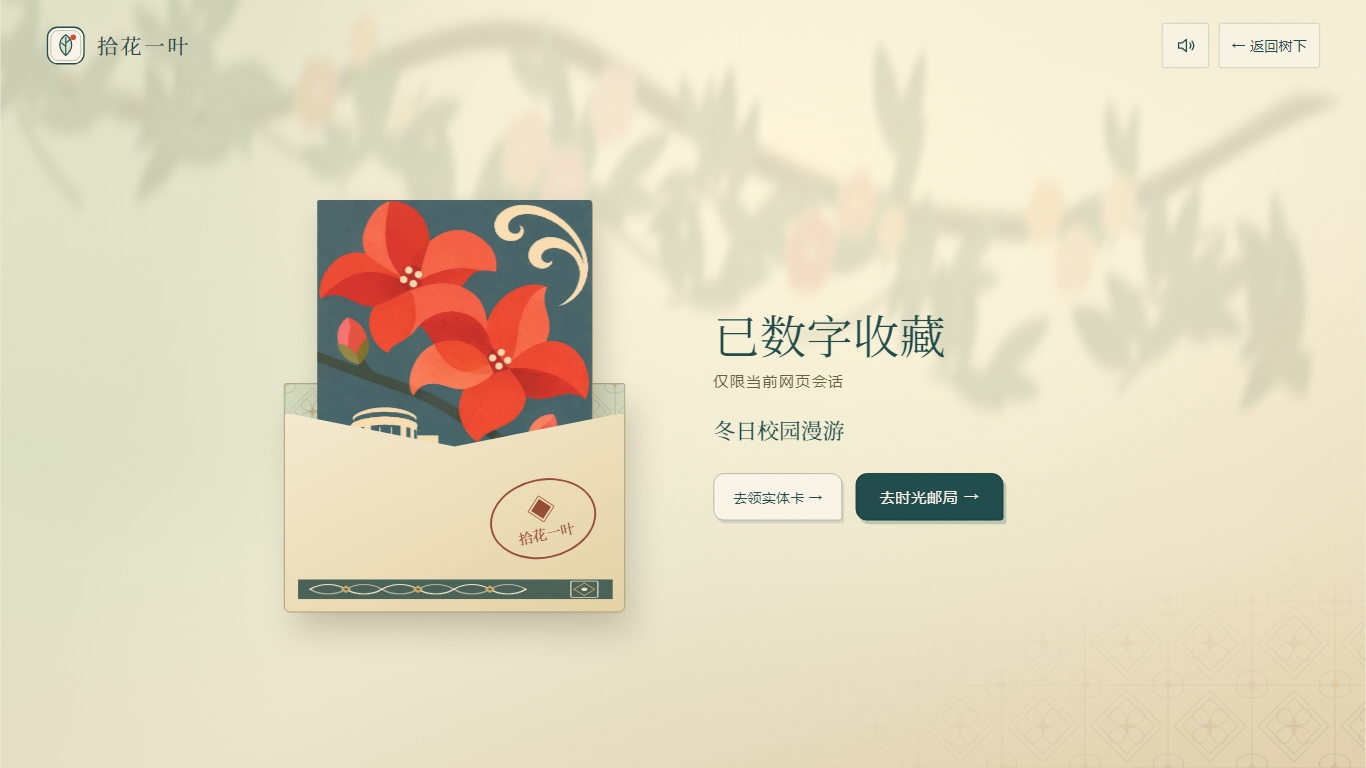 拾花一叶
← 返回树下
已数字收藏
仅限当前网页会话
冬日校园漫游
去领实体卡 →
去时光邮局 →
拾花一叶